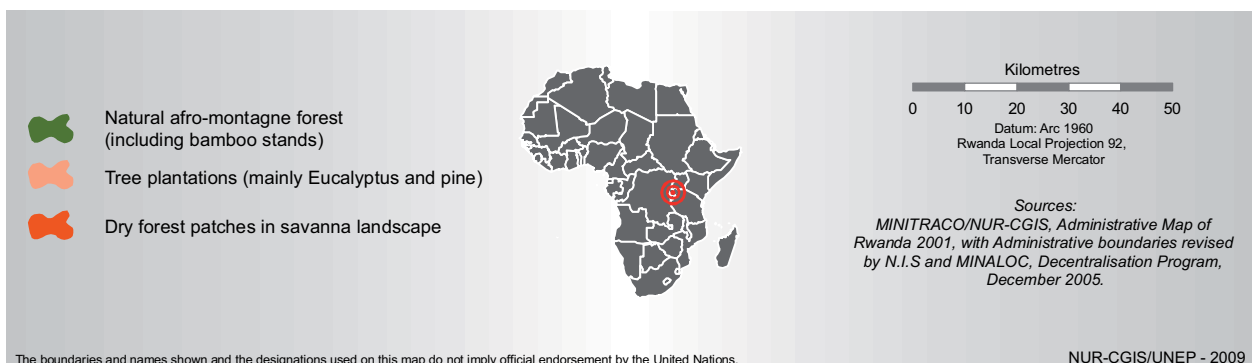 Natural afro-montagne forest
(including bamboo stands)
Tree plantations (mainly Eucalyptus and pine)
Dry forest patches in savanna landscape
Kilometres
0 10 20 30 40 50
Datum: Arc 1960
Rwanda Local Projection 92,
Transverse Mercator
Sources:
MINITRACO/NUR-CGIS, Administrative Map of
Rwanda 2001, with Administrative boundaries revised
by N.I.S and MINALOC, Decentralisation Program,
December 2005.
The boundaries and names shown and the designations used on this map do not imply official endorsement by the United Nations.
NUR-CGIS/UNEP - 2009